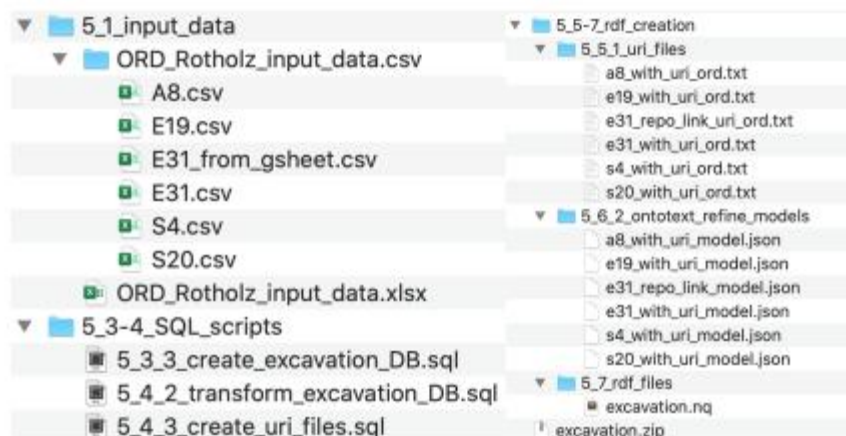 5_1_input_data
ORD_Rotholz_input_data.csv
A8.csv
E19.csv
E31_from_gsheet.csv
E31.csv
S4.csv
S20.csv
ORD_Rotholz_input_data.xlsx
5_3-4_SQL_scripts
5_3_3_create_excavation_DB.sql
5_4_2_transform_excavation_DB.sql
5_4_3_create_uri_files.sql
5_5-7_rdf_creation
5_5_1_uri_files
a8_with_uri_ord.txt
e19_with_uri_ord.txt
e31_repo_link_uri_ord.txt
e31_with_uri_ord.txt
s4_with_uri_ord.txt
s20_with_uri_ord.txt
5_6_2_ontotext_refine_models
a8_with_uri_model.json
e19_with_uri_model.json
e31_repo_link_model.json
e31_with_uri_model.json
s4_with_uri_model.json
s20_with_uri_model.json
5_7_rdf_files
excavation.nq
excavation.zip